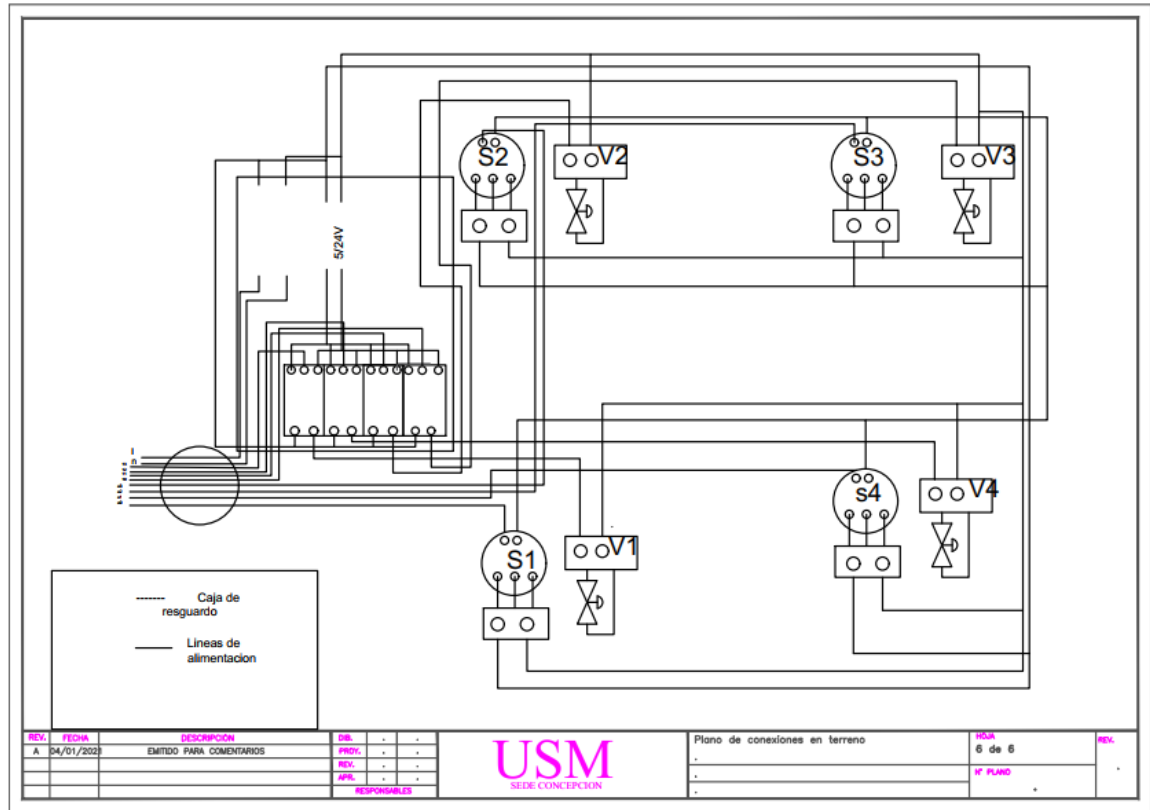 S2
V2
S3
V3
5/24V
s4
V4
S1
V1
------- Caja de
resguardo
Lineas de
alimentacion
REV. FECHA DESCRIPCIÓN
A 04/01/2021 EMITIDO PARA COMENTARIOS
DIB. . .
PROY. . .
REV. . .
APR. . .
RESPONSABLES
USM
SEDE CONCEPCION
Plano de conexiones en terreno
.
.
.
HOJA
6 de 6
N° PLANO
.
REV.
.